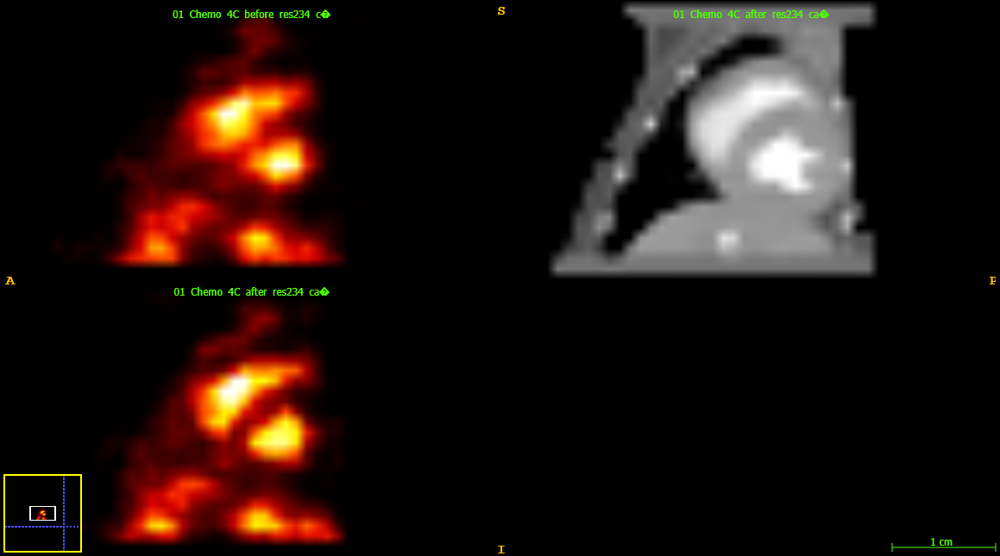 01 Chemo 4C before res234 c�
S
01 Chemo 4C after res234 ca�
A
P
01 Chemo 4C after res234 ca�
I
1 cm